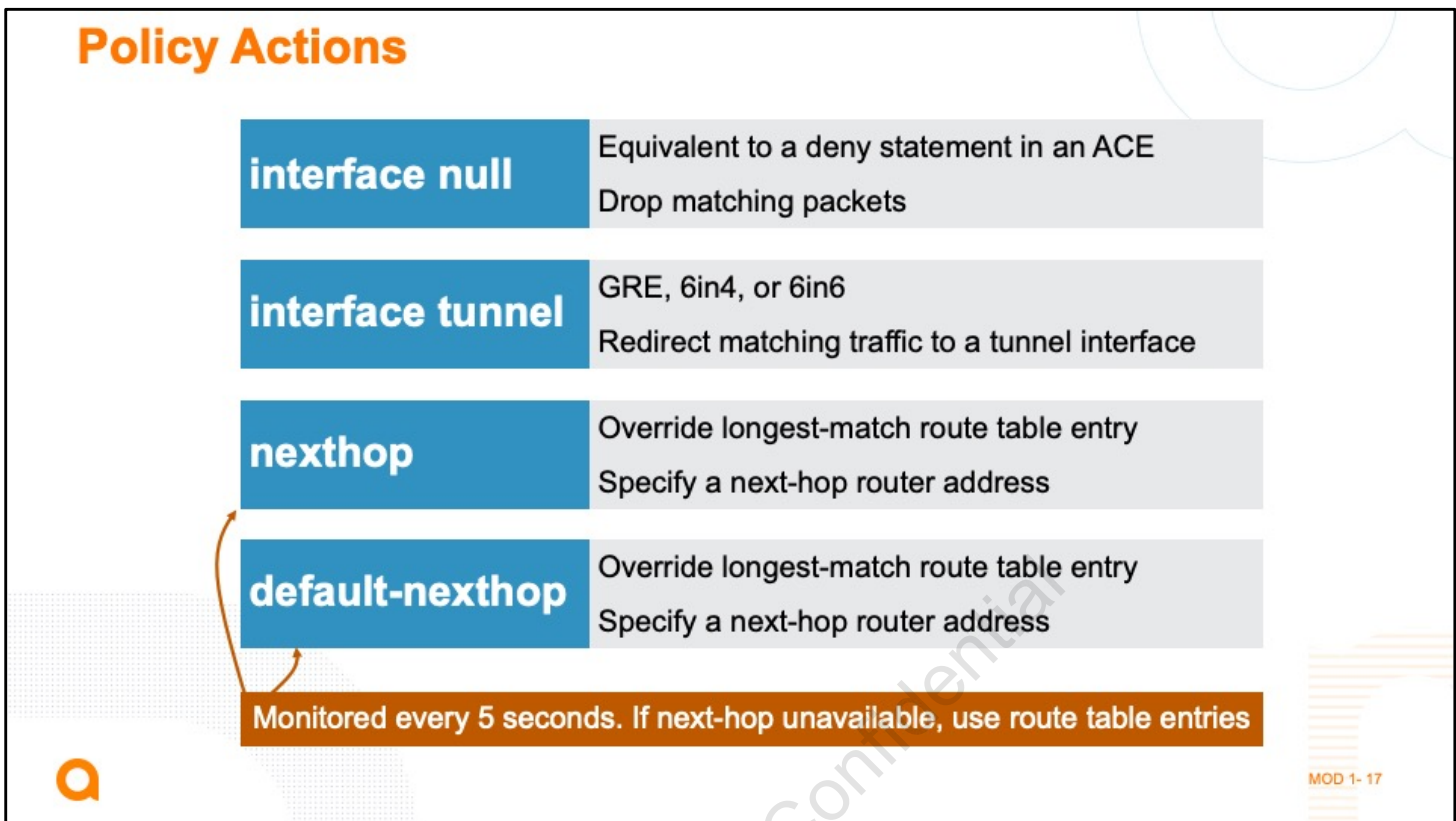 Policy Actions
interface null
Equivalent to a deny statement in an ACE
Drop matching packets
interface tunnel
GRE, 6in4, or 6in6
Redirect matching traffic to a tunnel interface
nexthop
Override longest-match route table entry
Specify a next-hop router address
default-nexthop
Override longest-match route table entry
Specify a next-hop router address
Monitored every 5 seconds. If next-hop unavailable, use route table entries
Confidential
MOD 1- 17